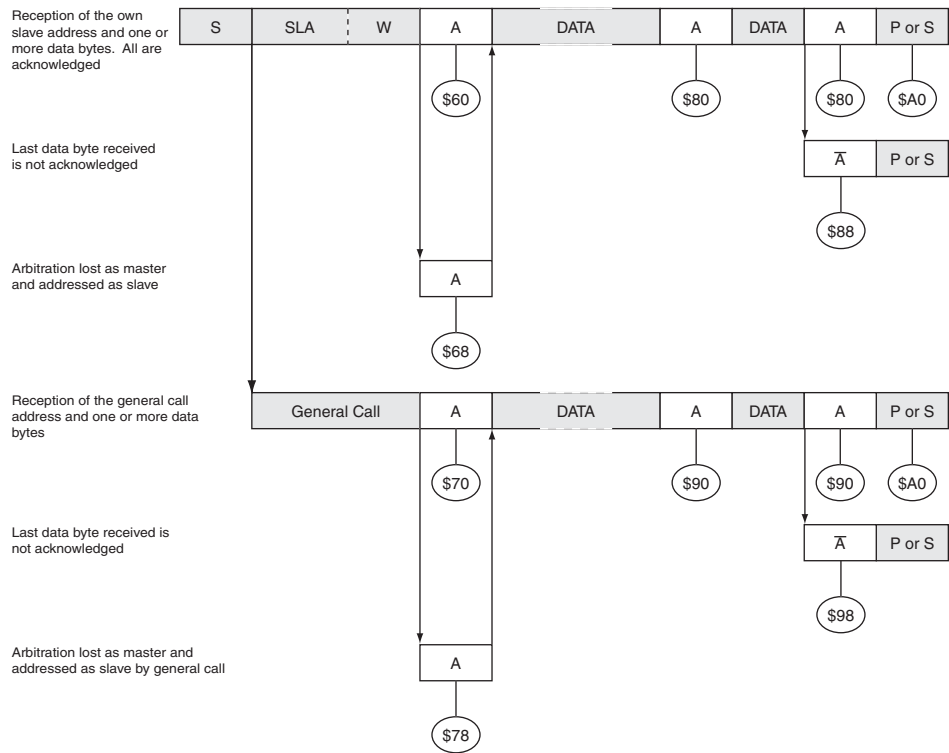 Reception of the own
slave address and one or
more data bytes. All are
acknowledged
S SLA W A DATA A DATA A P or S
$60 $80 $80 $A0
Last data byte received
is not acknowledged
A̅ P or S
$88
Arbitration lost as master
and addressed as slave
A
$68
Reception of the general call
address and one or more data
bytes
General Call A DATA A DATA A P or S
$70 $90 $90 $A0
Last data byte received is
not acknowledged
A̅ P or S
$98
Arbitration lost as master and
addressed as slave by general call
A
$78